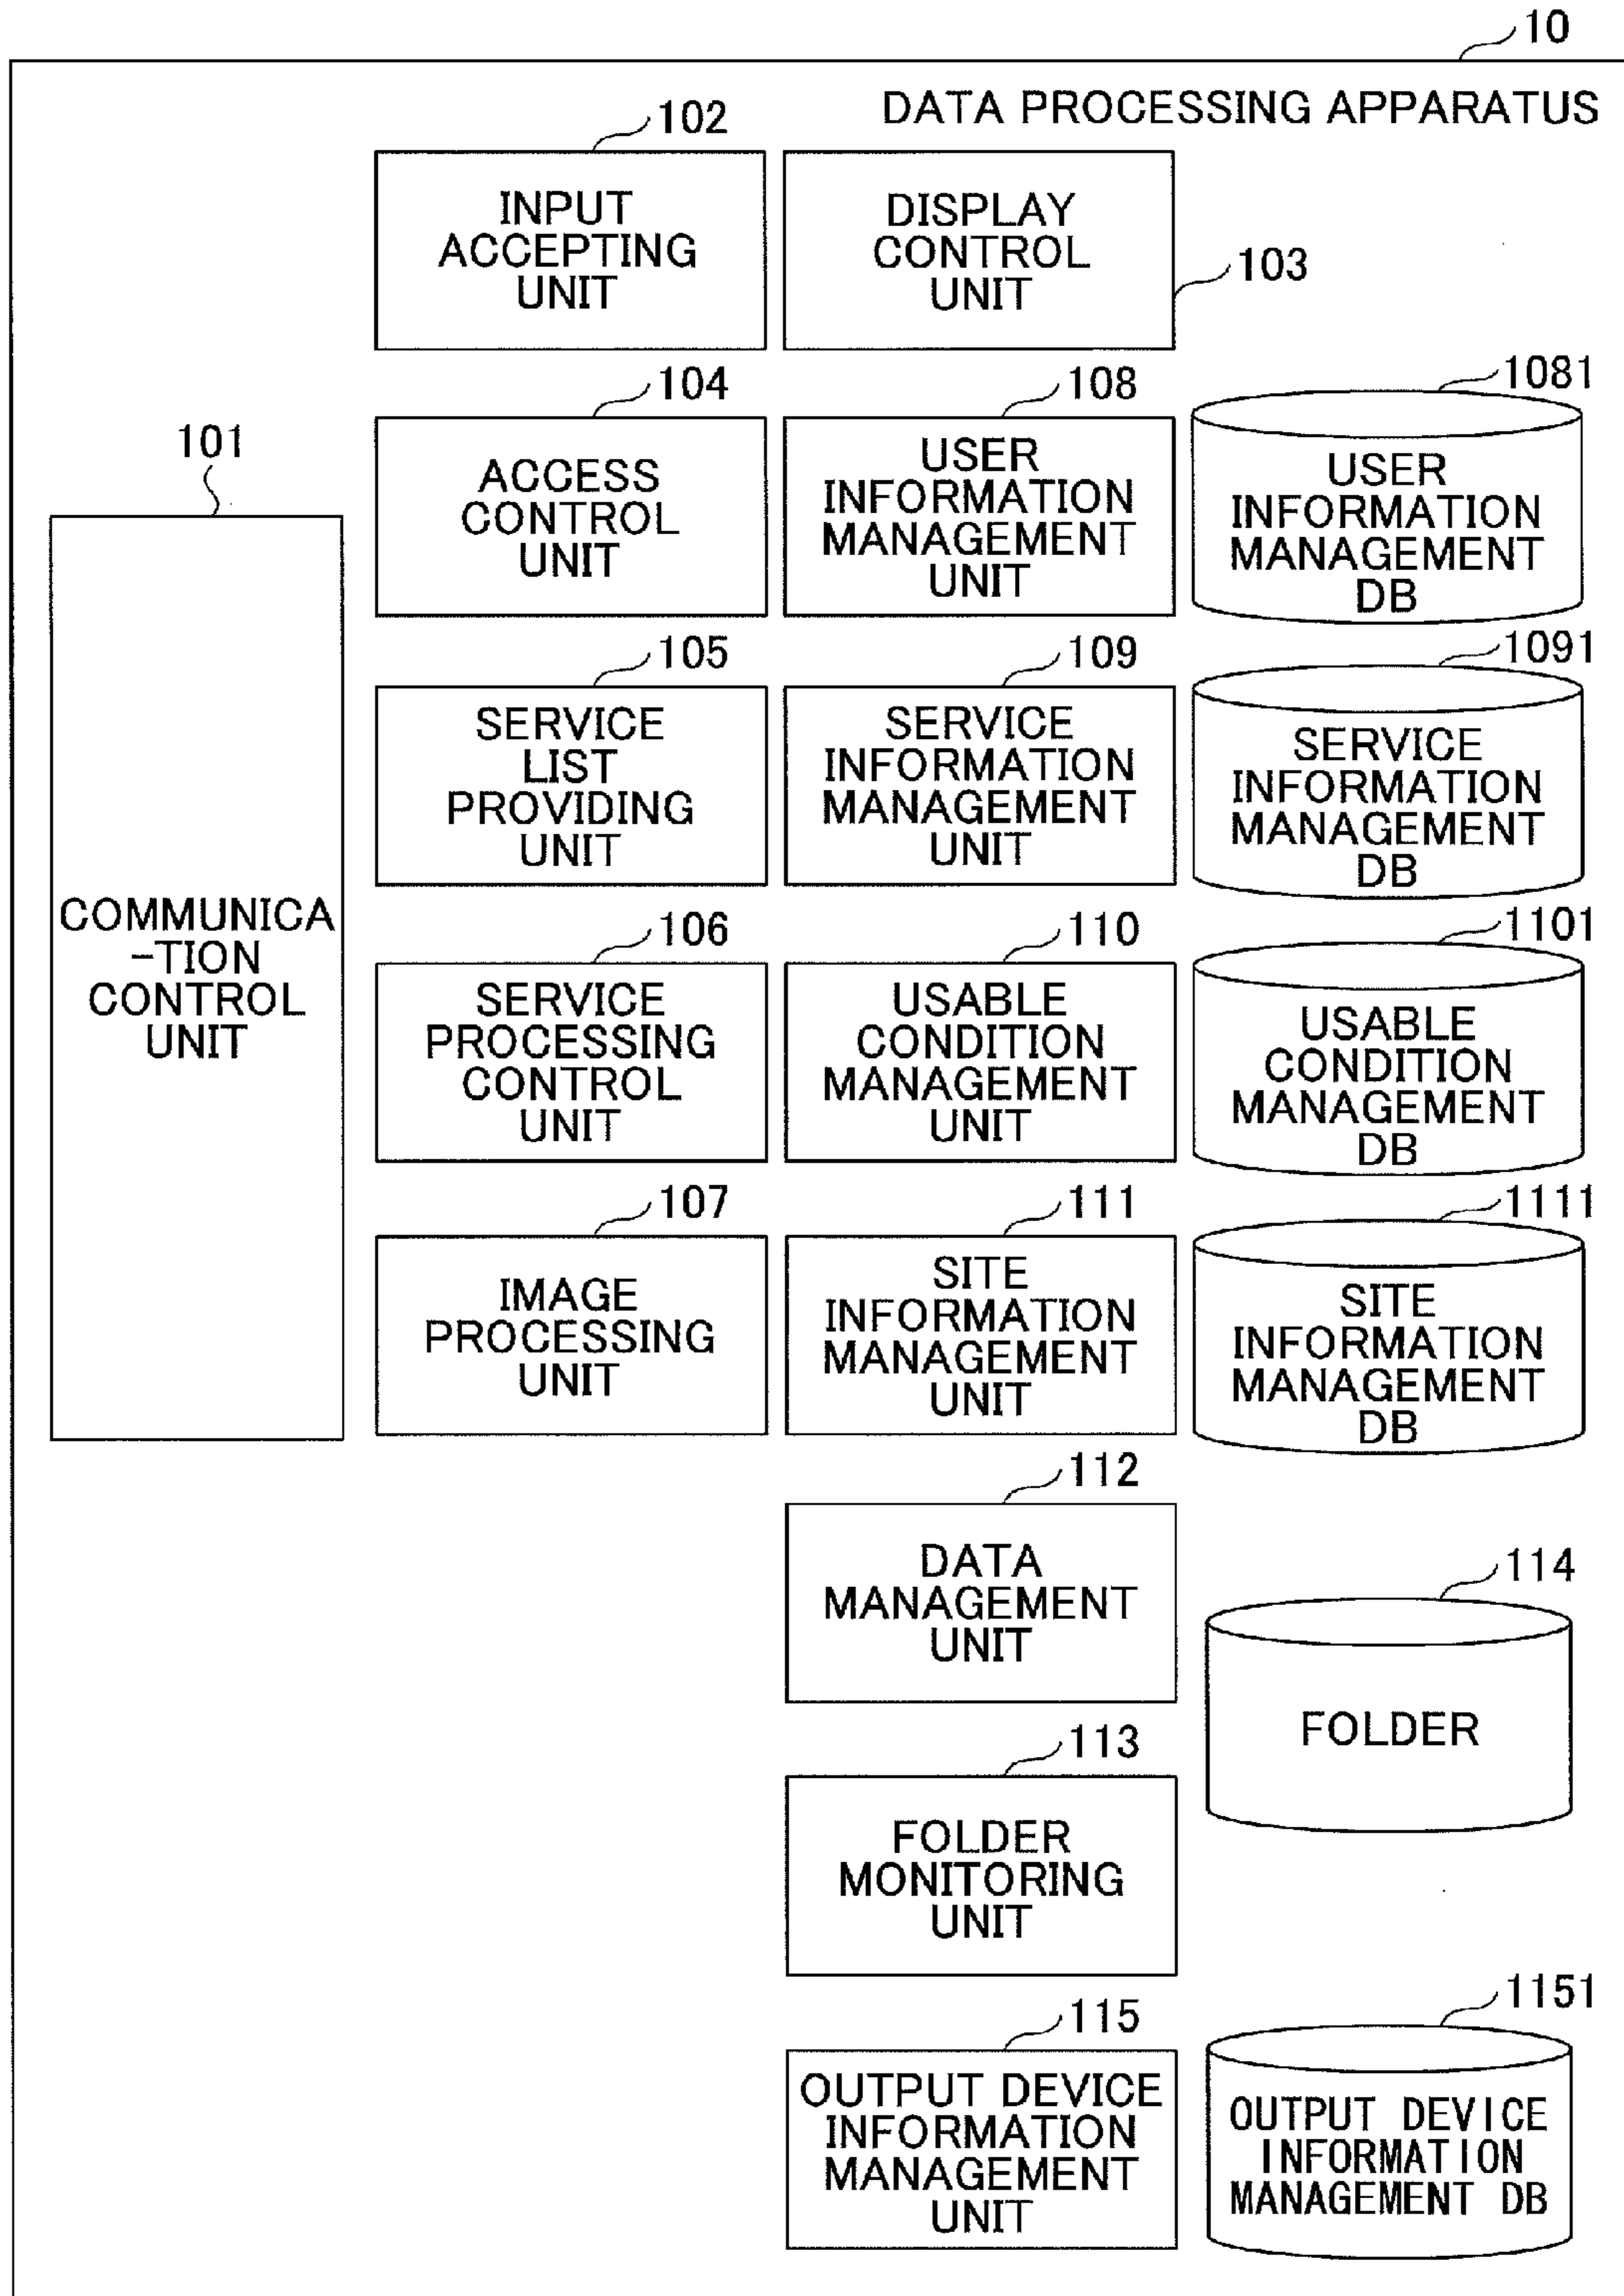 10
DATA PROCESSING APPARATUS
102
INPUT
ACCEPTING
UNIT
DISPLAY
CONTROL
UNIT
103
101
COMMUNICA
-TION
CONTROL
UNIT
104
ACCESS
CONTROL
UNIT
108
USER
INFORMATION
MANAGEMENT
UNIT
1081
USER
INFORMATION
MANAGEMENT
DB
105
SERVICE
LIST
PROVIDING
UNIT
109
SERVICE
INFORMATION
MANAGEMENT
UNIT
1091
SERVICE
INFORMATION
MANAGEMENT
DB
106
SERVICE
PROCESSING
CONTROL
UNIT
110
USABLE
CONDITION
MANAGEMENT
UNIT
1101
USABLE
CONDITION
MANAGEMENT
DB
107
IMAGE
PROCESSING
UNIT
111
SITE
INFORMATION
MANAGEMENT
UNIT
1111
SITE
INFORMATION
MANAGEMENT
DB
112
DATA
MANAGEMENT
UNIT
114
FOLDER
113
FOLDER
MONITORING
UNIT
115
OUTPUT DEVICE
INFORMATION
MANAGEMENT
UNIT
1151
OUTPUT DEVICE
INFORMATION
MANAGEMENT DB